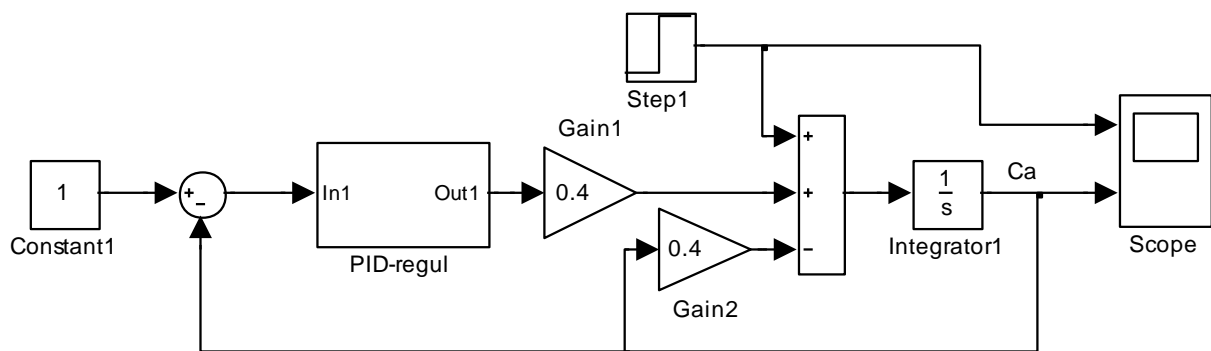 Step1
Gain1
1
+
−
In1
Out1
0.4
+
+
−
1
s
Ca
Constant1
PID-regul
0.4
Gain2
Integrator1
Scope